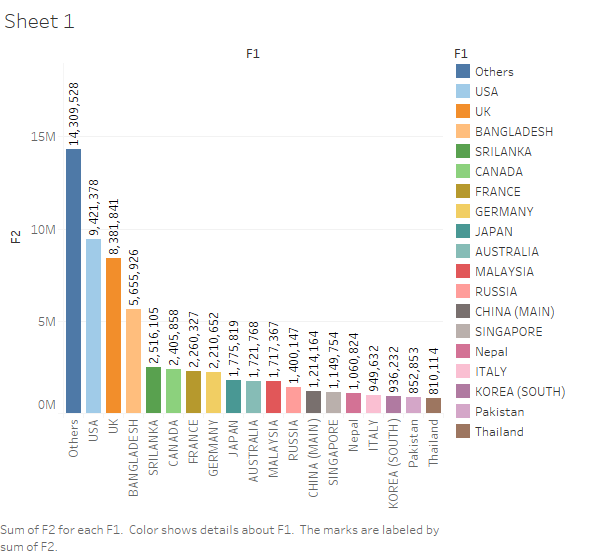 Sheet 1
F1
F1
Others
USA
UK
BANGLADESH
SRILANKA
CANADA
FRANCE
GERMANY
JAPAN
AUSTRALIA
MALAYSIA
RUSSIA
CHINA (MAIN)
SINGAPORE
Nepal
ITALY
KOREA (SOUTH)
Pakistan
Thailand
F2
15M
10M
5M
0M
14,309,528
9,421,378
8,381,841
5,655,926
2,516,105
2,405,858
2,260,327
2,210,652
1,775,819
1,721,768
1,717,367
1,400,147
1,214,164
1,149,754
1,060,824
949,632
936,232
852,853
810,114
Others
USA
UK
BANGLADESH
SRILANKA
CANADA
FRANCE
GERMANY
JAPAN
AUSTRALIA
MALAYSIA
RUSSIA
CHINA (MAIN)
SINGAPORE
Nepal
ITALY
KOREA (SOUTH)
Pakistan
Thailand
Sum of F2 for each F1.  Color shows details about F1.  The marks are labeled by
sum of F2.